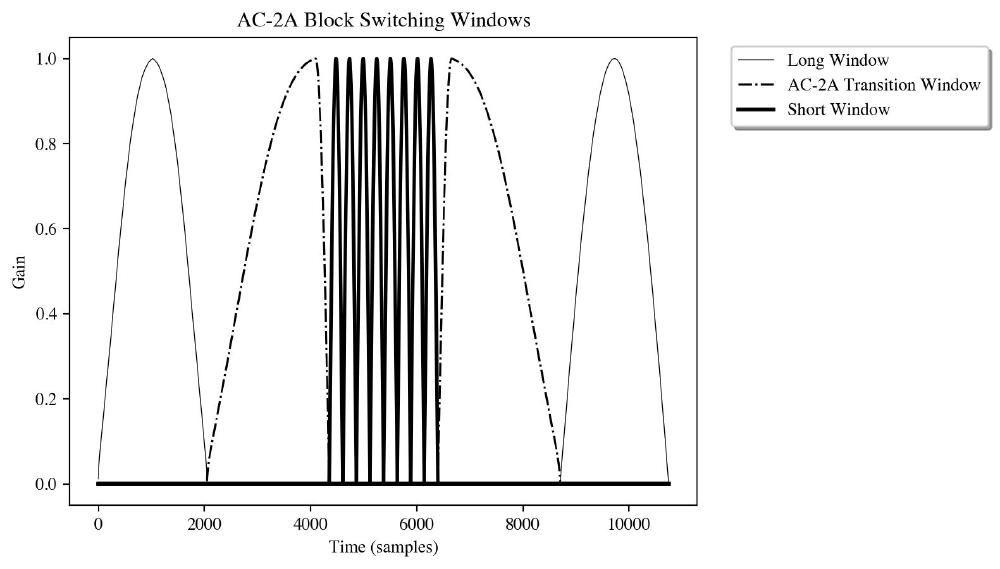 AC-2A Block Switching Windows
1.0
0.8
0.6
0.4
0.2
0.0
Gain
0
2000
4000
6000
8000
10000
Time (samples)
Long Window
AC-2A Transition Window
Short Window